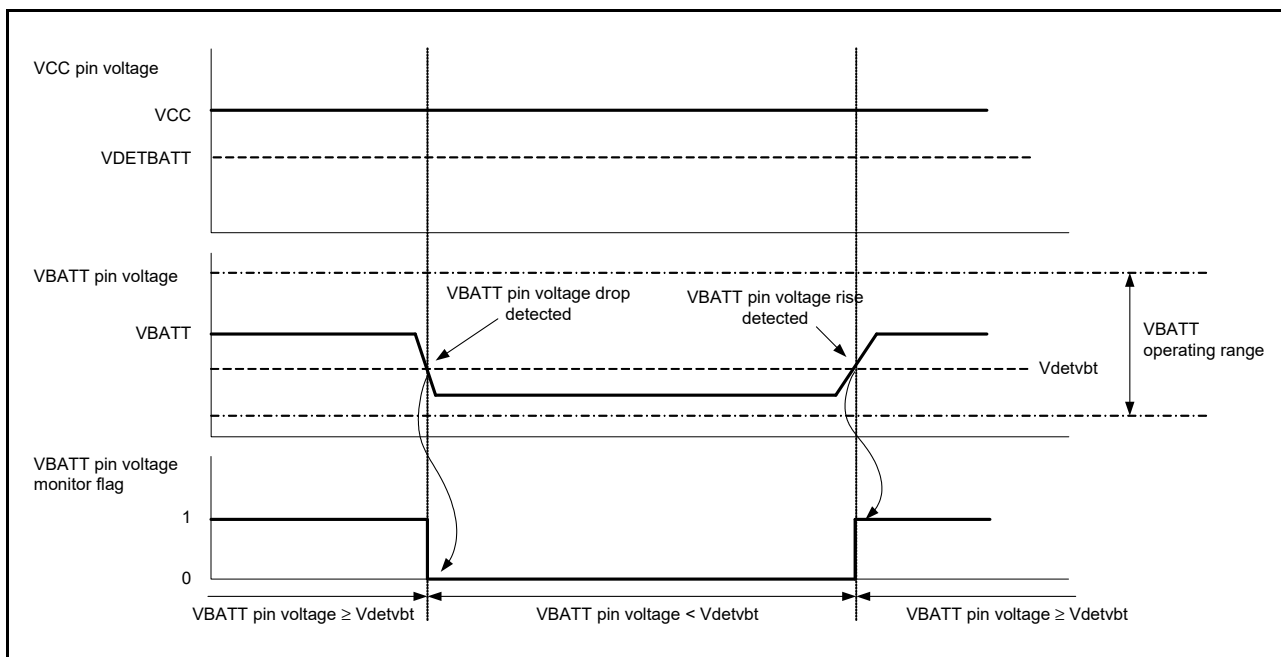 VCC pin voltage
VCC
VDETBATT
VBATT pin voltage
VBATT pin voltage drop
detected
VBATT pin voltage rise
detected
VBATT
VBATT
operating range
Vdetvbt
VBATT pin voltage
monitor flag
1
0
VBATT pin voltage ≥ Vdetvbt
VBATT pin voltage < Vdetvbt
VBATT pin voltage ≥ Vdetvbt